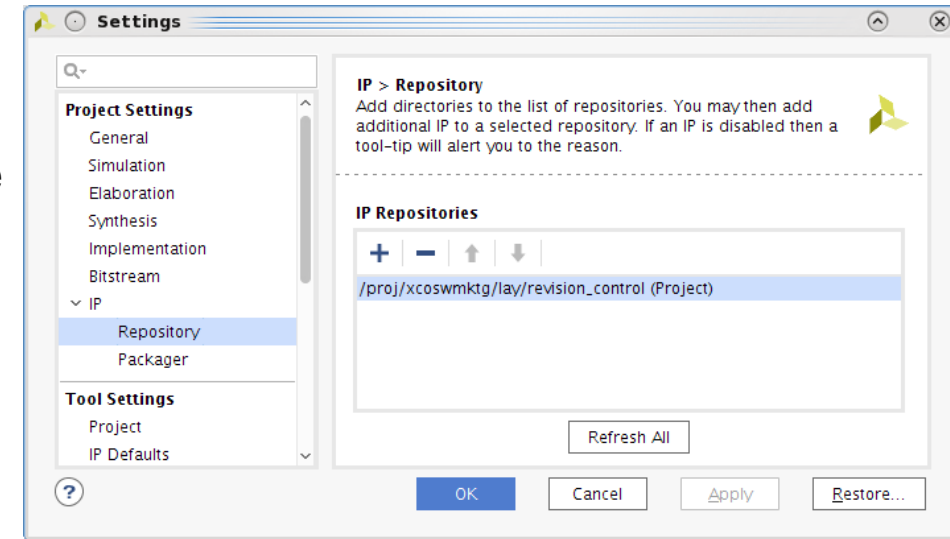 Settings
Project Settings
General
Simulation
Elaboration
Synthesis
Implementation
Bitstream
IP
Repository
Packager
Tool Settings
Project
IP Defaults
IP > Repository
Add directories to the list of repositories. You may then add
additional IP to a selected repository. If an IP is disabled then a
tool-tip will alert you to the reason.
IP Repositories
/proj/xcoswmktg/lay/revision_control (Project)
Refresh All
?
OK
Cancel
Apply
Restore...